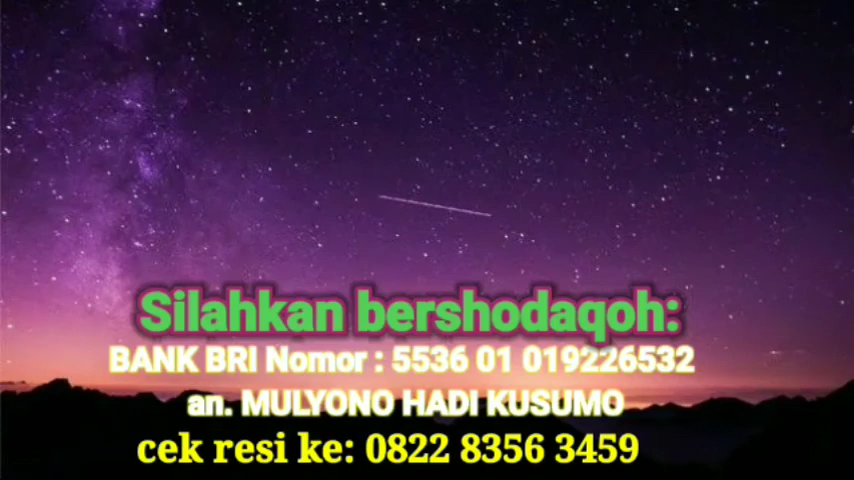 Silahkan bershodaqoh:
BANK BRI Nomor : 5536 01 019226532
an. MULYONO HADI KUSUMO
cek resi ke: 0822 8356 3459